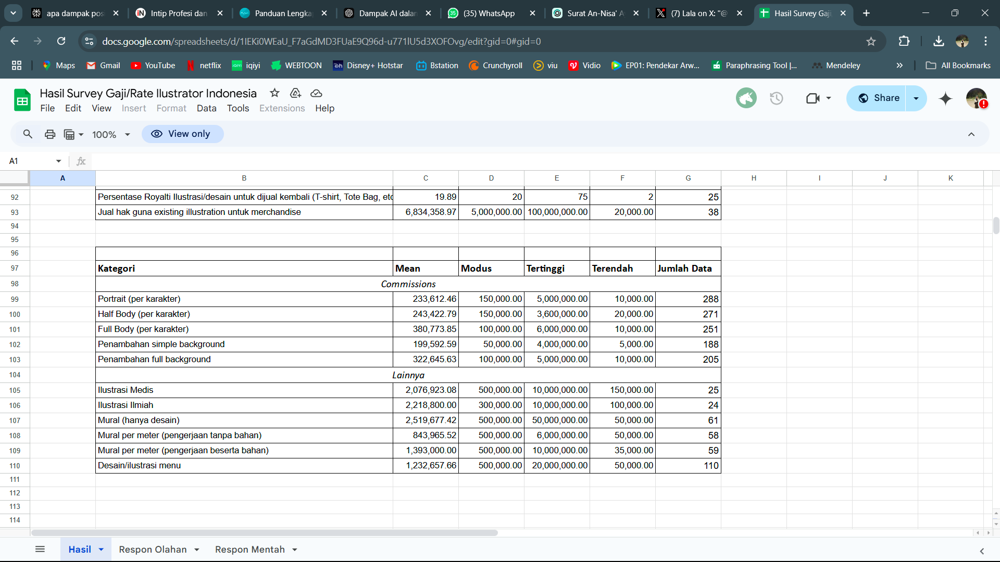 apa dampak pos
Intip Profesi dan
Panduan Lengka
Dampak AI dalan
(35) WhatsApp
Surat An-Nisa' A
(7) Lala on X: "@
Hasil Survey Gaji
docs.google.com/spreadsheets/d/1IEKi0WEaU_F7aGdMD3FUaE9Q96d-u771lU5d3XOFOvg/edit?gid=0#gid=0
Maps Gmail YouTube netflix iqiyi WEBTOON Disney+ Hotstar Bstation Crunchyroll viu Vidio EP01: Pendekar Arw... Paraphrasing Tool |... Mendeley » All Bookmarks
Hasil Survey Gaji/Rate Ilustrator Indonesia
File Edit View Insert Format Data Tools Extensions Help
Share
100% View only
A1 fx
A B C D E F G H I J K
92 Persentase Royalti Ilustrasi/desain untuk dijual kembali (T-shirt, Tote Bag, etc 19.89 20 75 2 25
93 Jual hak guna existing illustration untuk merchandise 6,834,358.97 5,000,000.00 100,000,000.00 20,000.00 38
94
95
96
97 Kategori Mean Modus Tertinggi Terendah Jumlah Data
98 Commissions
99 Portrait (per karakter) 233,612.46 150,000.00 5,000,000.00 10,000.00 288
100 Half Body (per karakter) 243,422.79 150,000.00 3,600,000.00 20,000.00 271
101 Full Body (per karakter) 380,773.85 100,000.00 6,000,000.00 10,000.00 251
102 Penambahan simple background 199,592.59 50,000.00 4,000,000.00 5,000.00 188
103 Penambahan full background 322,645.63 100,000.00 5,000,000.00 10,000.00 205
104 Lainnya
105 Ilustrasi Medis 2,076,923.08 500,000.00 10,000,000.00 150,000.00 25
106 Ilustrasi Ilmiah 2,218,800.00 300,000.00 10,000,000.00 100,000.00 24
107 Mural (hanya desain) 2,519,677.42 500,000.00 50,000,000.00 50,000.00 61
108 Mural per meter (pengerjaan tanpa bahan) 843,965.52 500,000.00 6,000,000.00 50,000.00 58
109 Mural per meter (pengerjaan beserta bahan) 1,393,000.00 500,000.00 10,000,000.00 35,000.00 59
110 Desain/ilustrasi menu 1,232,657.66 500,000.00 20,000,000.00 50,000.00 110
111
112
113
114
Hasil Respon Olahan Respon Mentah